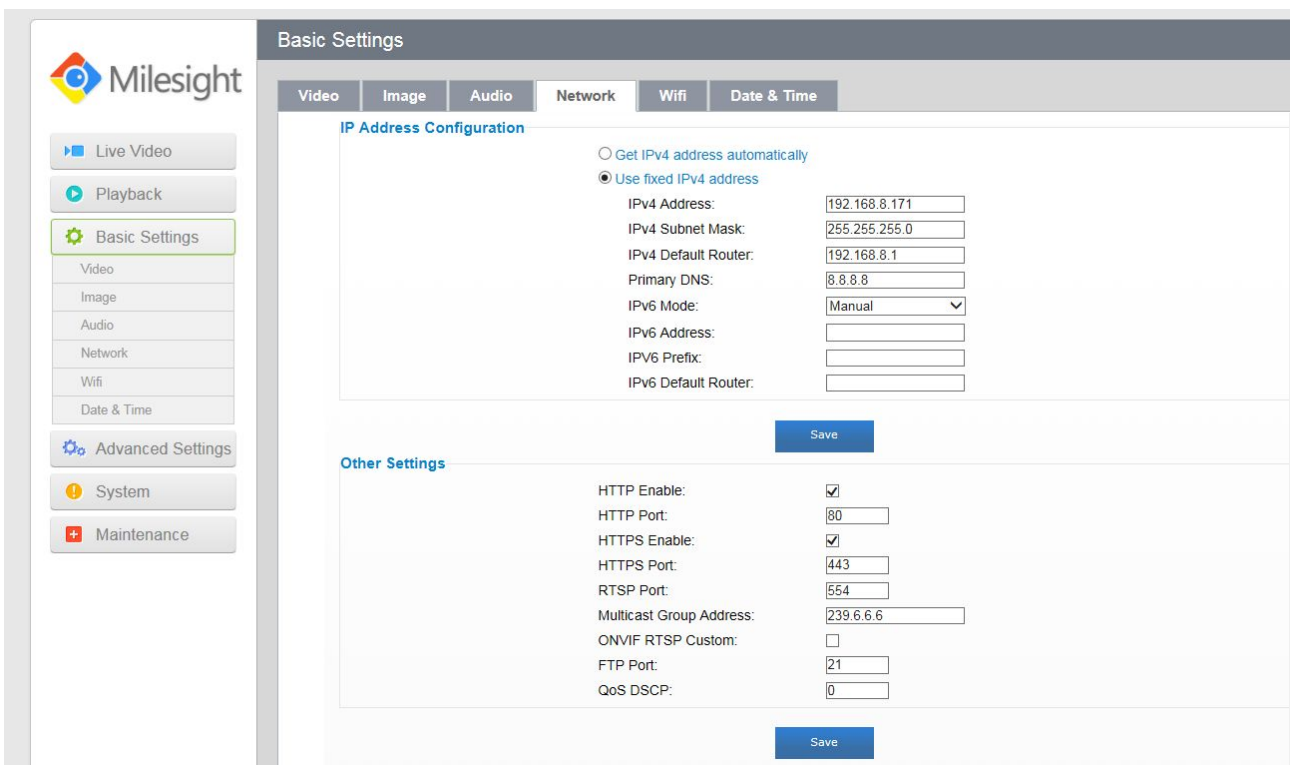 Milesight
Basic Settings
Video Image Audio Network Wifi Date & Time
Live Video
Playback
Basic Settings
Video
Image
Audio
Network
Wifi
Date & Time
Advanced Settings
System
Maintenance
IP Address Configuration
Get IPv4 address automatically
Use fixed IPv4 address
IPv4 Address: 192.168.8.171
IPv4 Subnet Mask: 255.255.255.0
IPv4 Default Router: 192.168.8.1
Primary DNS: 8.8.8.8
IPv6 Mode: Manual
IPv6 Address:
IPV6 Prefix:
IPv6 Default Router:
Save
Other Settings
HTTP Enable:
HTTP Port: 80
HTTPS Enable:
HTTPS Port: 443
RTSP Port: 554
Multicast Group Address: 239.6.6.6
ONVIF RTSP Custom:
FTP Port: 21
QoS DSCP: 0
Save